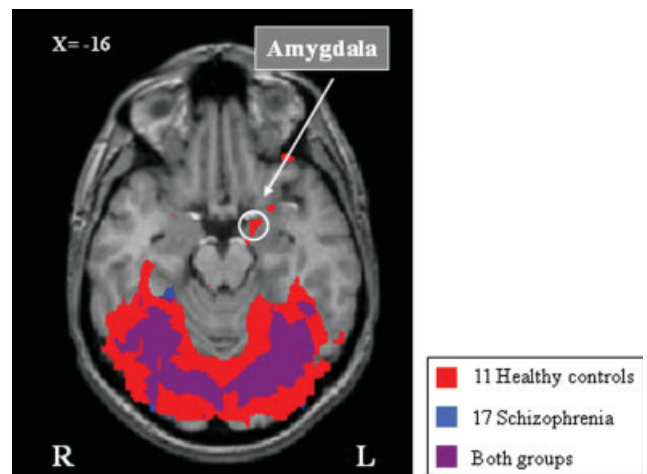 X= -16
Amygdala
R
L
11 Healthy controls
17 Schizophrenia
Both groups